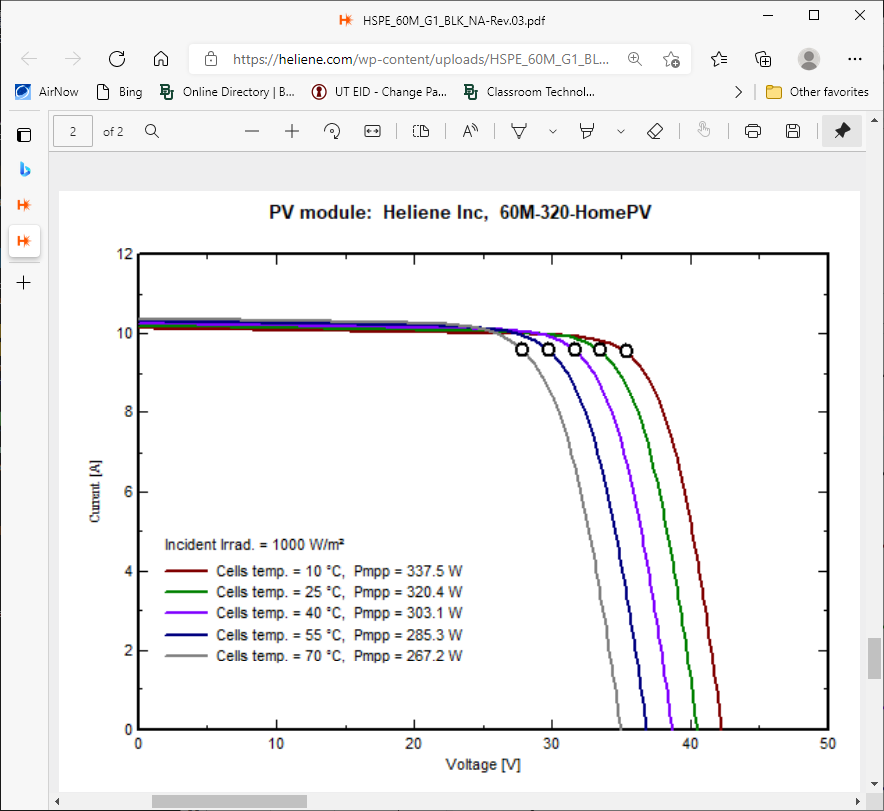 HSPE_60M_G1_BLK_NA-Rev.03.pdf
https://heliene.com/wp-content/uploads/HSPE_60M_G1_BL...
AirNow Bing Online Directory | B... UT EID - Change Pa... Classroom Technol... Other favorites
2 of 2
PV module: Heliene Inc, 60M-320-HomePV
12
10
8
6
4
2
0
Current [A]
Incident Irrad. = 1000 W/m²
Cells temp. = 10 °C, Pmpp = 337.5 W
Cells temp. = 25 °C, Pmpp = 320.4 W
Cells temp. = 40 °C, Pmpp = 303.1 W
Cells temp. = 55 °C, Pmpp = 285.3 W
Cells temp. = 70 °C, Pmpp = 267.2 W
0 10 20 30 40 50
Voltage [V]